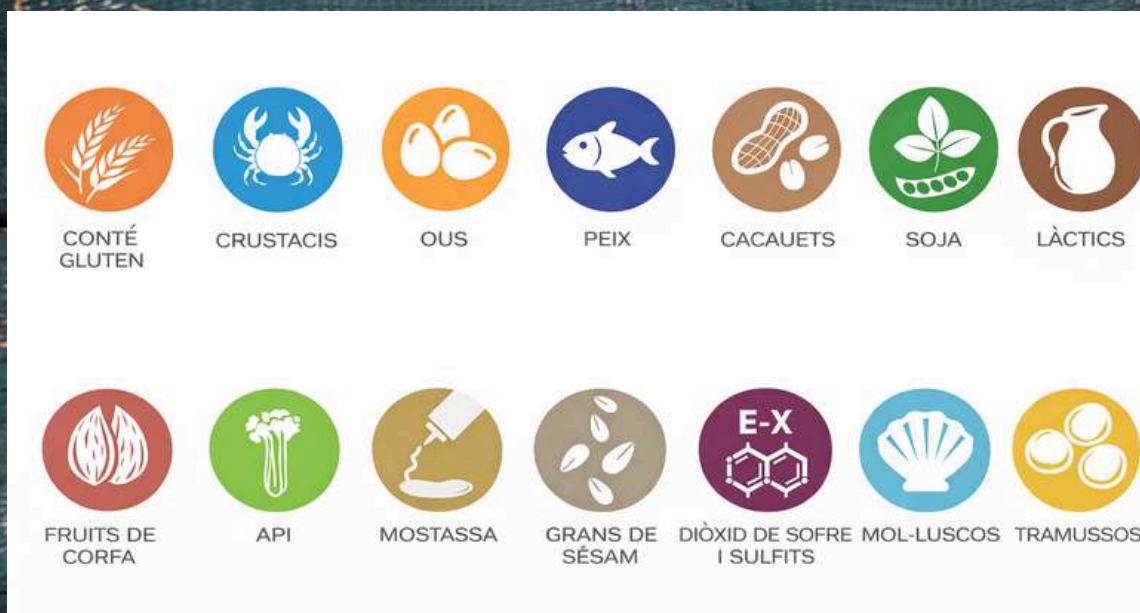 CONTÉ
GLUTEN
CRUSTACIS
OUS
PEIX
CACAUETS
SOJA
LÀCTICS
E-X
FRUITS DE
CORFA
API
MOSTASSA
GRANS DE
SÉSAM
DIÒXID DE SOFRE
I SULFITS
MOL-LUSCOS
TRAMUSSOS